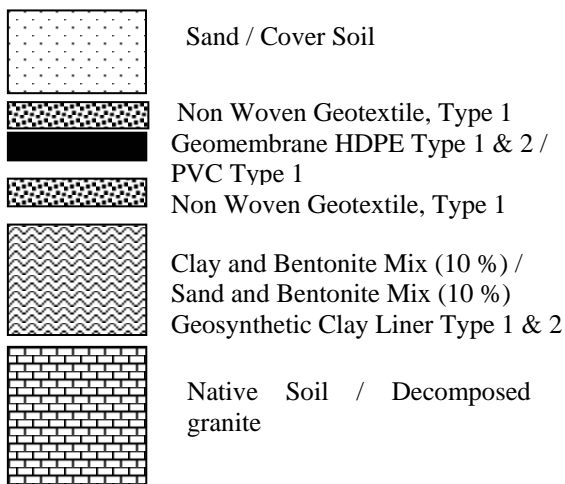 Sand / Cover Soil
Non Woven Geotextile, Type 1
Geomembrane HDPE Type 1 & 2 /
PVC Type 1
Non Woven Geotextile, Type 1
Clay and Bentonite Mix (10 %) /
Sand and Bentonite Mix (10 %)
Geosynthetic Clay Liner Type 1 & 2
Native Soil / Decomposed
granite